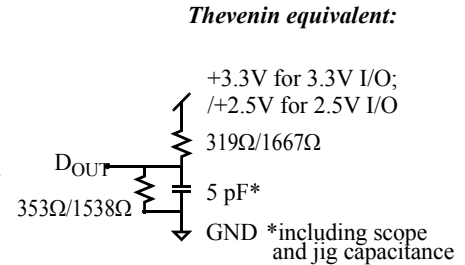 Thevenin equivalent:
+3.3V for 3.3V I/O;
/+2.5V for 2.5V I/O
319Ω/1667Ω
DOUT
5 pF*
353Ω/1538Ω
GND *including scope
and jig capacitance